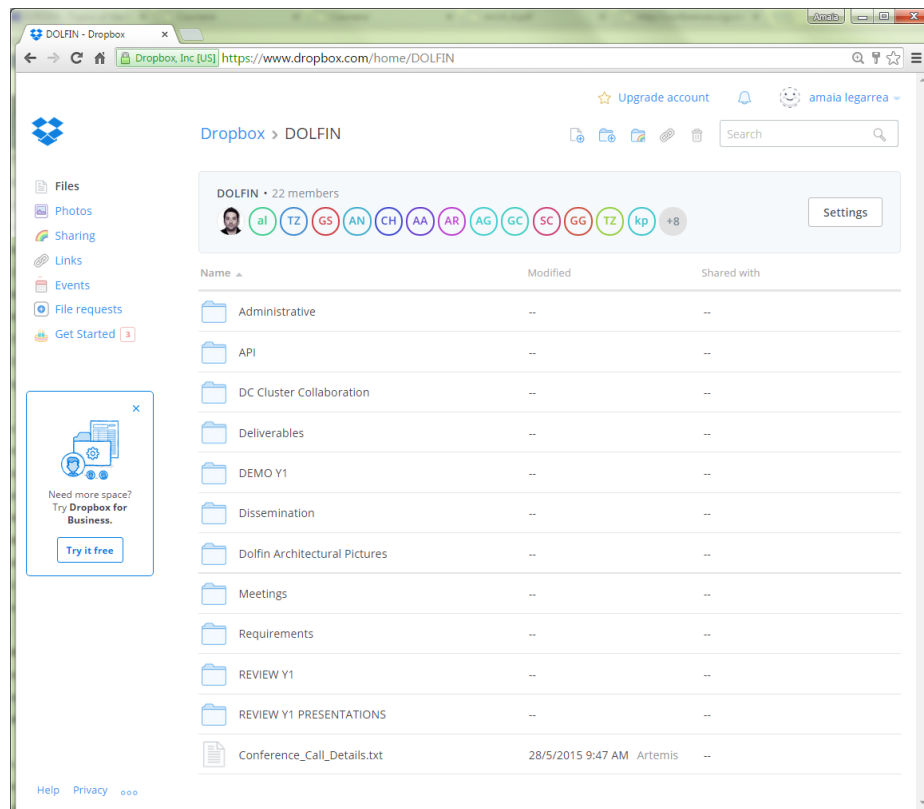 Amaia
DOLFIN - Dropbox
Dropbox, Inc [US] https://www.dropbox.com/home/DOLFIN
Upgrade account amaia legarrea
Dropbox > DOLFIN
Search
Files
Photos
Sharing
Links
Events
File requests
Get Started 3
DOLFIN • 22 members
al TZ GS AN CH AA AR AG GC SC GG TZ kp +8
Settings
Name Modified Shared with
Administrative -- --
API -- --
DC Cluster Collaboration -- --
Deliverables -- --
DEMO Y1 -- --
Dissemination -- --
Dolfin Architectural Pictures -- --
Meetings -- --
Requirements -- --
REVIEW Y1 -- --
REVIEW Y1 PRESENTATIONS -- --
Conference_Call_Details.txt 28/5/2015 9:47 AM Artemis --
Need more space?
Try Dropbox for
Business.
Try it free
Help Privacy